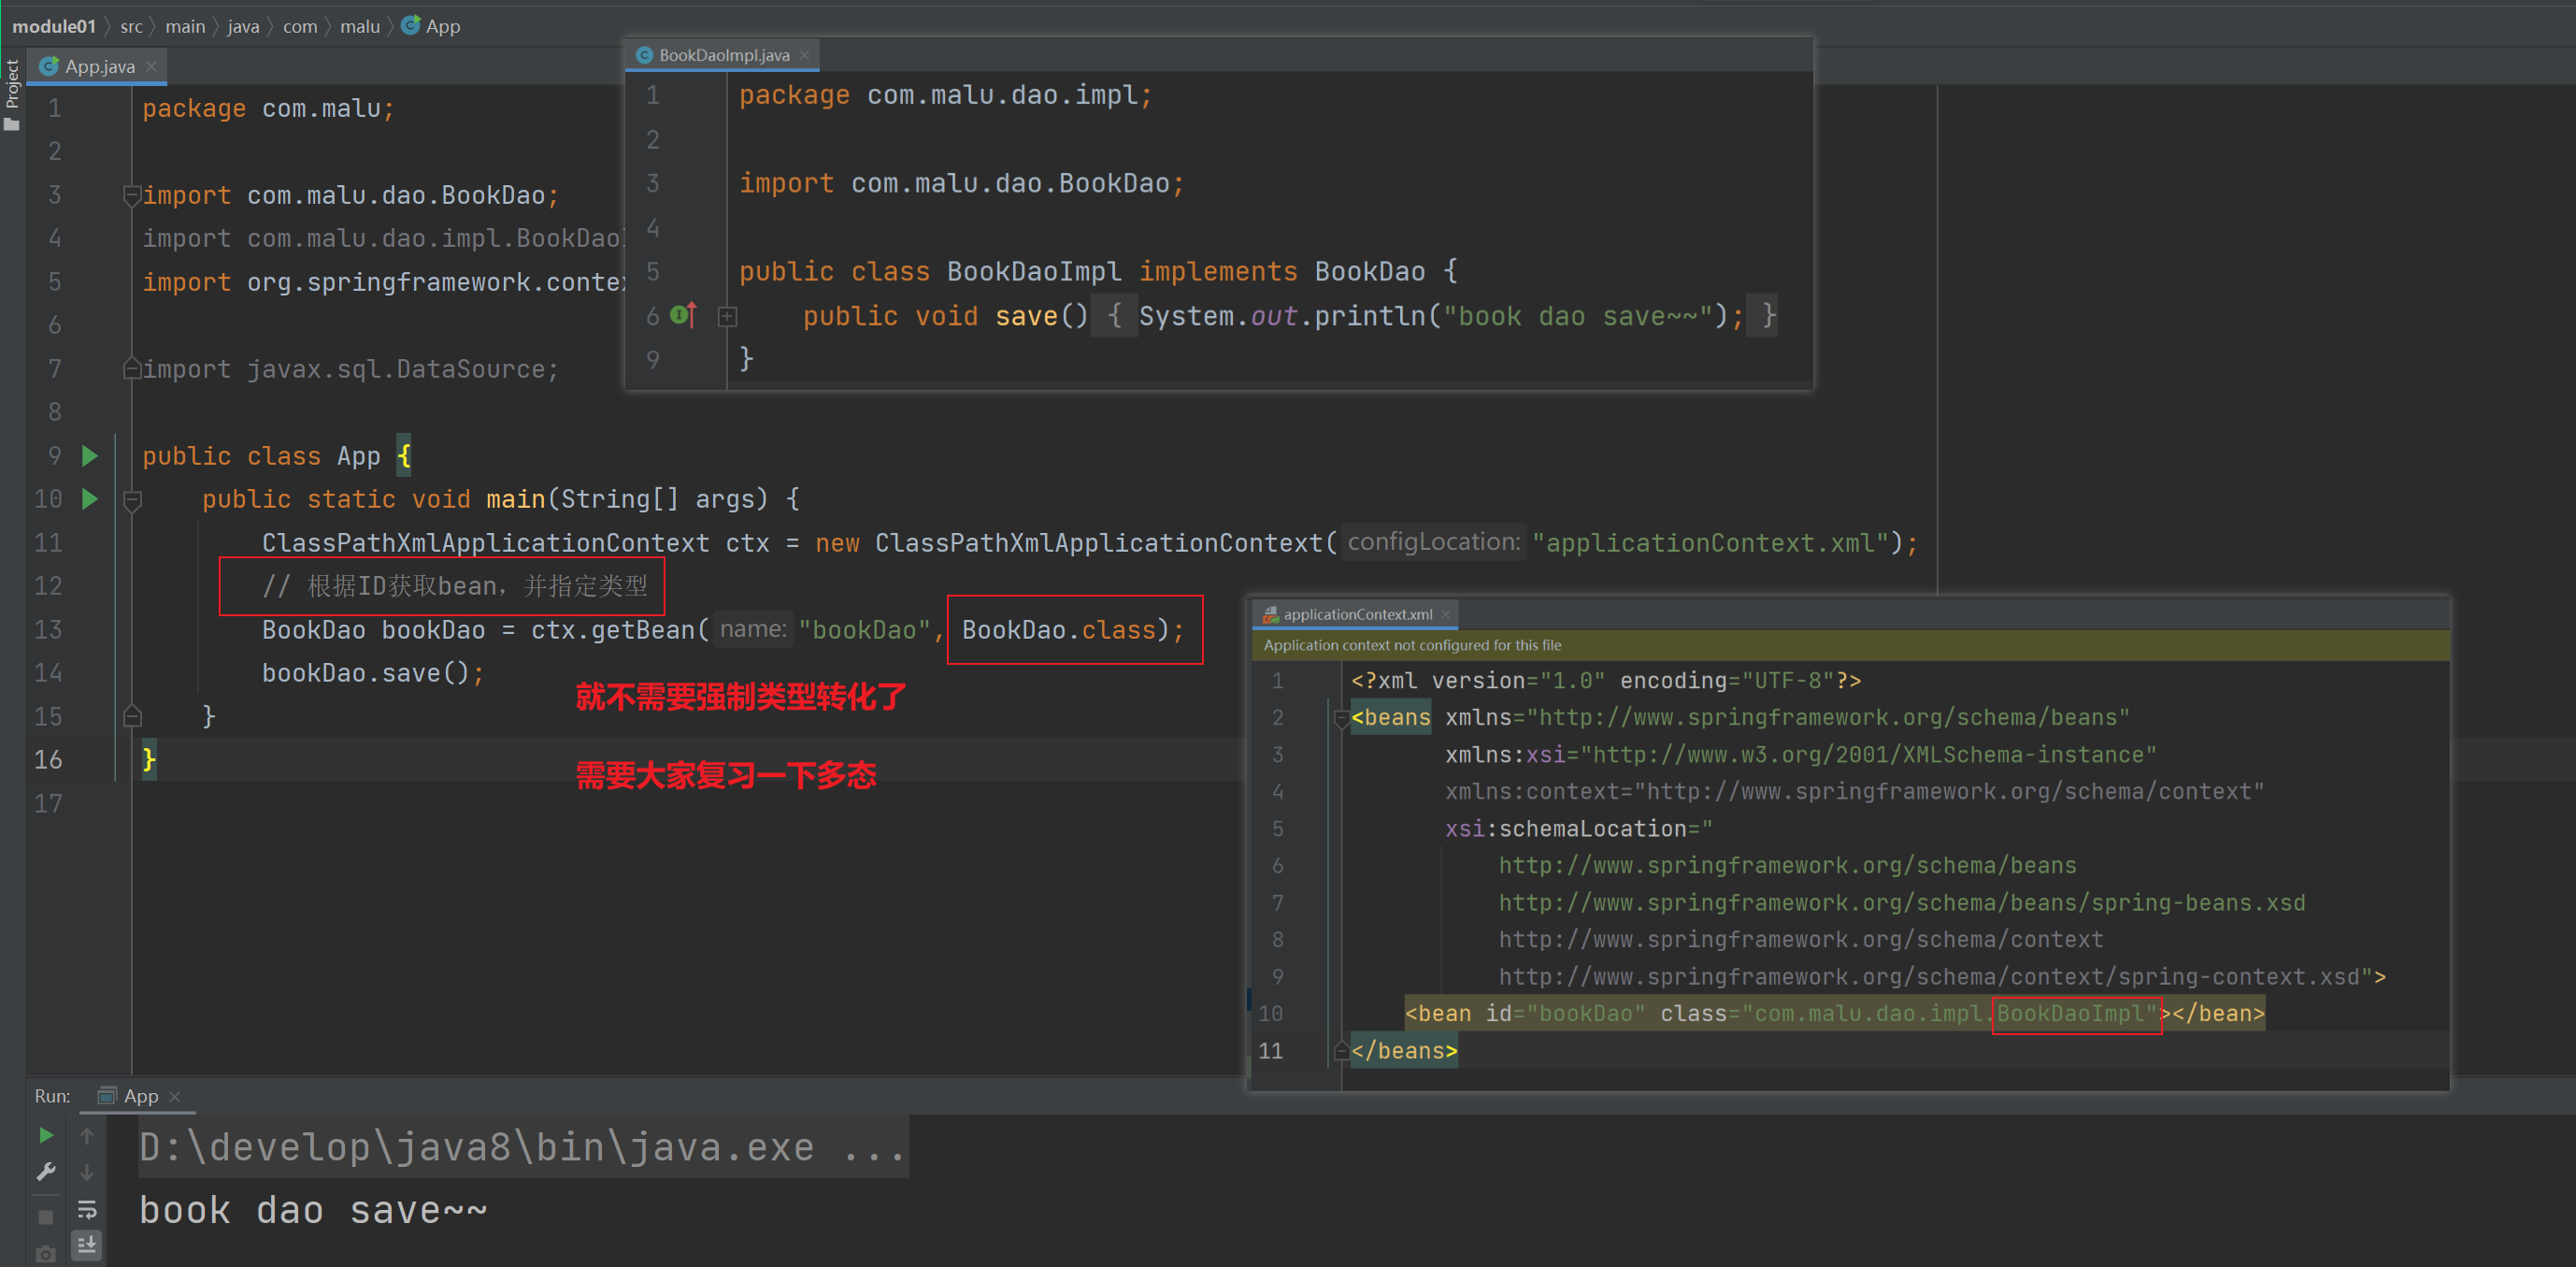 module01 src main java com malu App
Project
App.java
1 package com.malu;
2
3 import com.malu.dao.BookDao;
4 import com.malu.dao.impl.BookDao
5 import org.springframework.conte
6
7 import javax.sql.DataSource;
8
9 public class App {
10 public static void main(String[] args) {
11 ClassPathXmlApplicationContext ctx = new ClassPathXmlApplicationContext( configLocation: "applicationContext.xml");
12 // 根据ID获取bean，并指定类型
13 BookDao bookDao = ctx.getBean( name: "bookDao", BookDao.class);
14 bookDao.save();
15 }
16 }
17
就不需要强制类型转化了
需要大家复习一下多态
BookDaoImpl.java
1 package com.malu.dao.impl;
2
3 import com.malu.dao.BookDao;
4
5 public class BookDaoImpl implements BookDao {
6 public void save() { System.out.println("book dao save~~"); }
9 }
applicationContext.xml
Application context not configured for this file
1 <?xml version="1.0" encoding="UTF-8"?>
2 <beans xmlns="http://www.springframework.org/schema/beans"
3 xmlns:xsi="http://www.w3.org/2001/XMLSchema-instance"
4 xmlns:context="http://www.springframework.org/schema/context"
5 xsi:schemaLocation="
6 http://www.springframework.org/schema/beans
7 http://www.springframework.org/schema/beans/spring-beans.xsd
8 http://www.springframework.org/schema/context
9 http://www.springframework.org/schema/context/spring-context.xsd">
10 <bean id="bookDao" class="com.malu.dao.impl.BookDaoImpl"></bean>
11 </beans>
Run: App
D:\develop\java8\bin\java.exe ...
book dao save~~